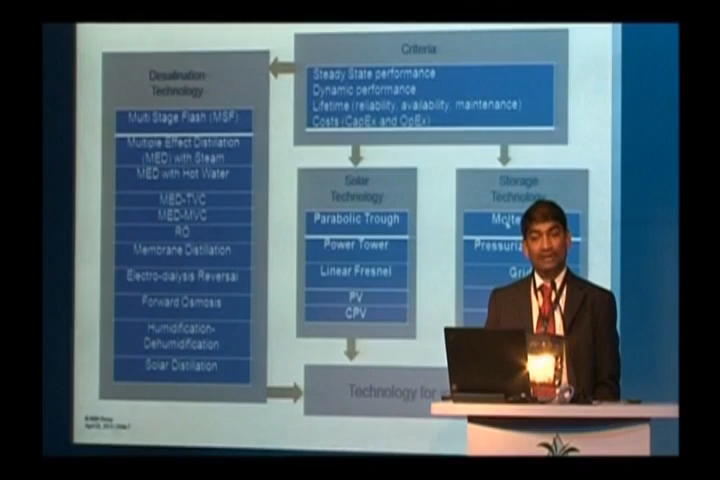 Criteria
Steady State performance
Dynamic performance
Lifetime (reliability, availability, maintenance)
Costs (CapEx and OpEx)
Desalination
Technology
Multi Stage Flash (MSF)
Multiple Effect Distillation
(MED) with Steam
MED with Hot Water
MED-TVC
MED-MVC
RO
Membrane Distillation
Electro-dialysis Reversal
Forward Osmosis
Humidification-
Dehumidification
Solar Distillation
Solar
Technology
Parabolic Trough
Power Tower
Linear Fresnel
PV
CPV
Storage
Technology
Technology for